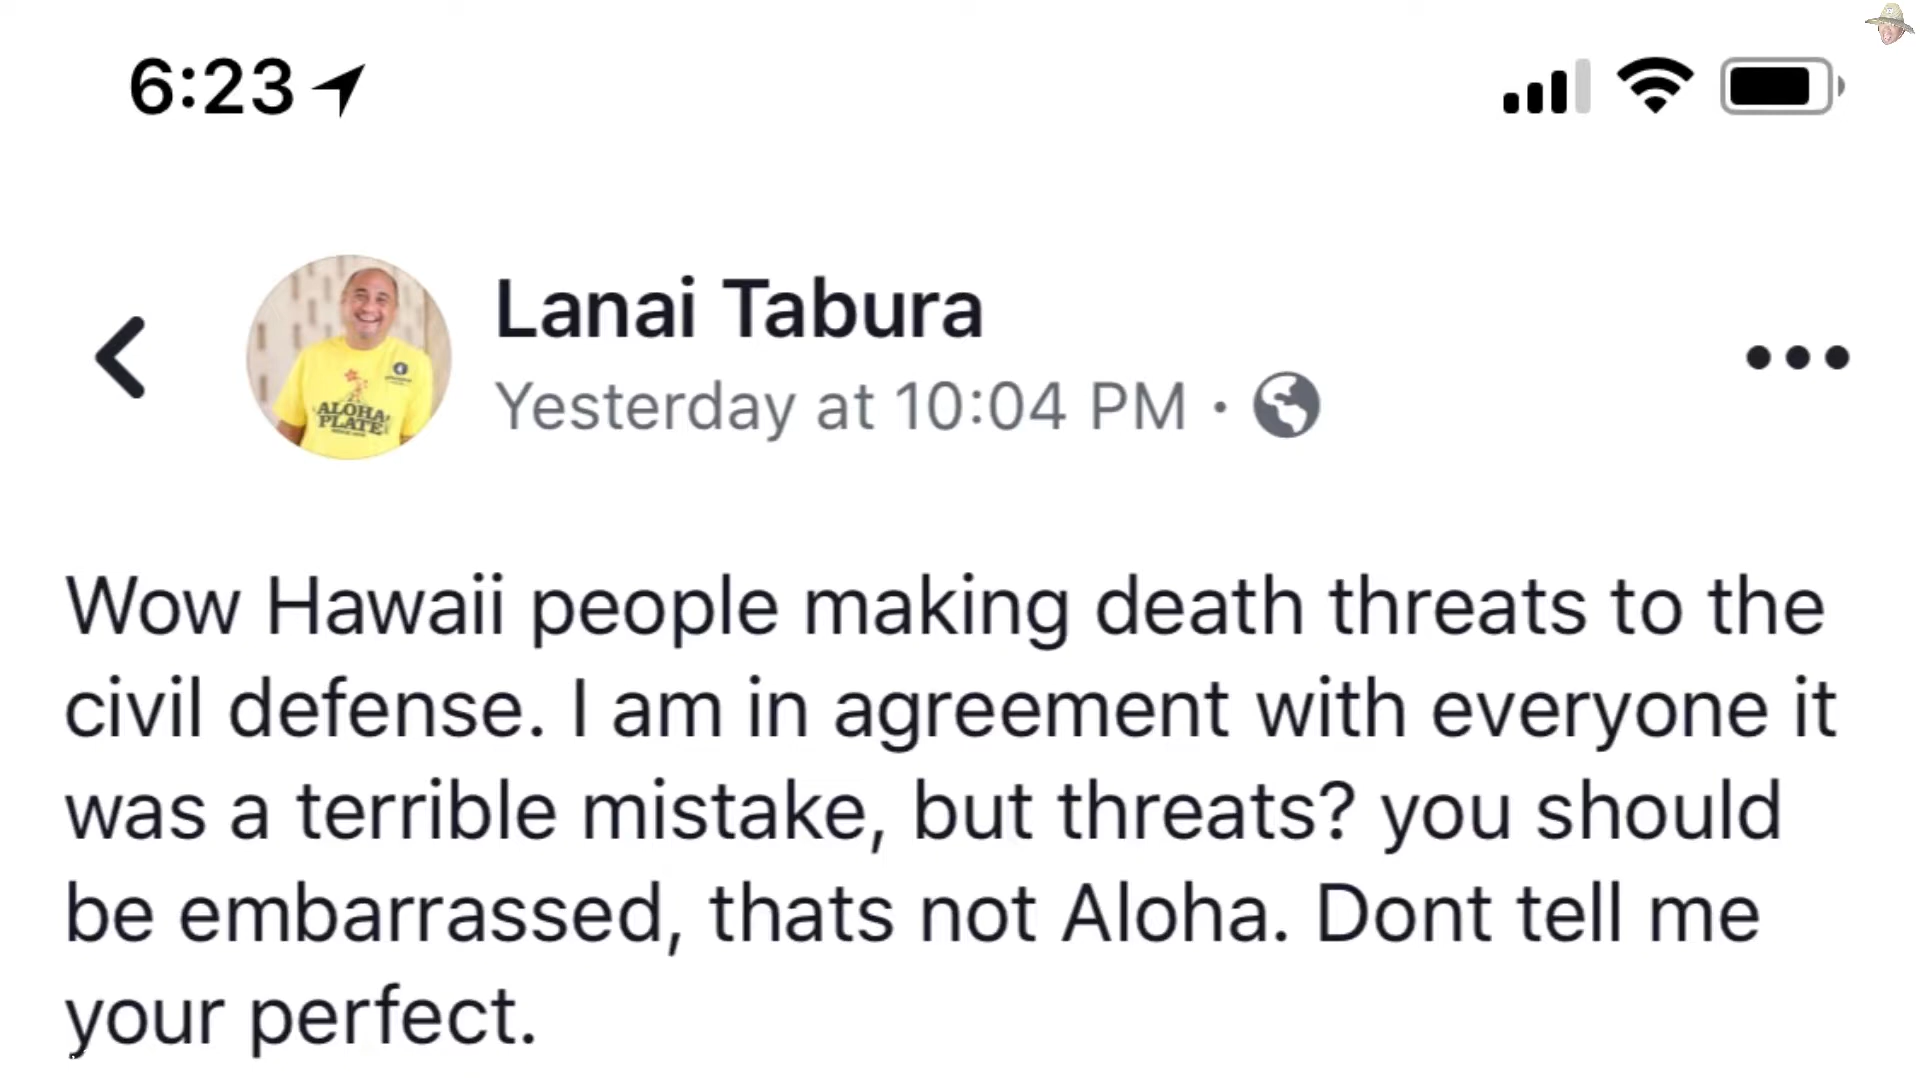 6:23
Lanai Tabura
Yesterday at 10:04 PM ·
ALOHA
PLATE
Wow Hawaii people making death threats to the
civil defense. I am in agreement with everyone it
was a terrible mistake, but threats? you should
be embarrassed, thats not Aloha. Dont tell me
your perfect.